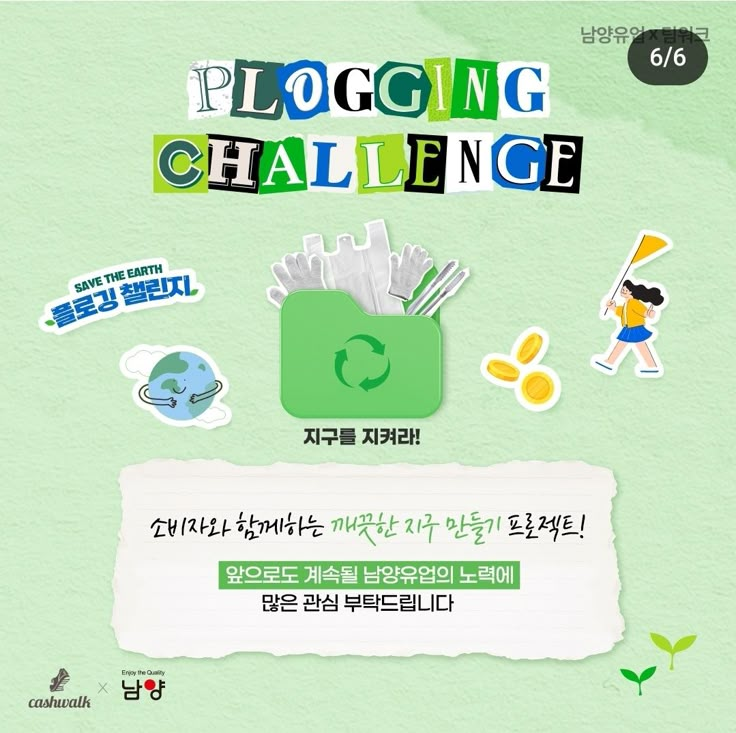 남양유업 x 팀워크
6/6
PLOGGING
CHALLENGE
SAVE THE EARTH
플로깅 챌린지
지구를 지켜라!
소비자와 함께하는 깨끗한 지구 만들기 프로젝트!
앞으로도 계속될 남양유업의 노력에
많은 관심 부탁드립니다
cashwalk × Enjoy the Quality
남양